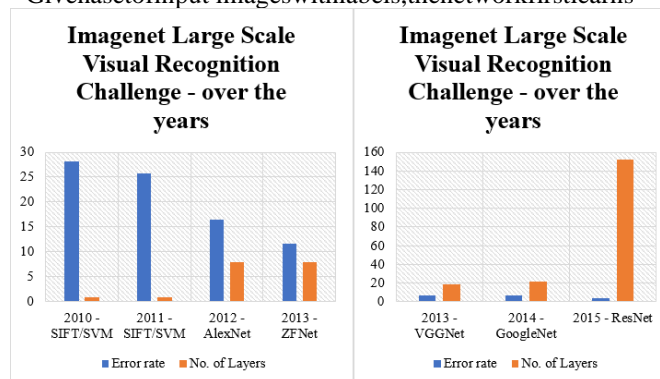 Givenasetofinput imageswithlabels,thenetworkfirstlearns
Imagenet Large Scale
Visual Recognition
Challenge - over the
years
30
25
20
15
10
5
0
2010 -
SIFT/SVM
2011 -
SIFT/SVM
2012 -
AlexNet
2013 -
ZFNet
Error rate
No. of Layers
Imagenet Large Scale
Visual Recognition
Challenge - over the
years
160
140
120
100
80
60
40
20
0
2013 -
VGGNet
2014 -
GoogleNet
2015 - ResNet
Error rate
No. of Layers